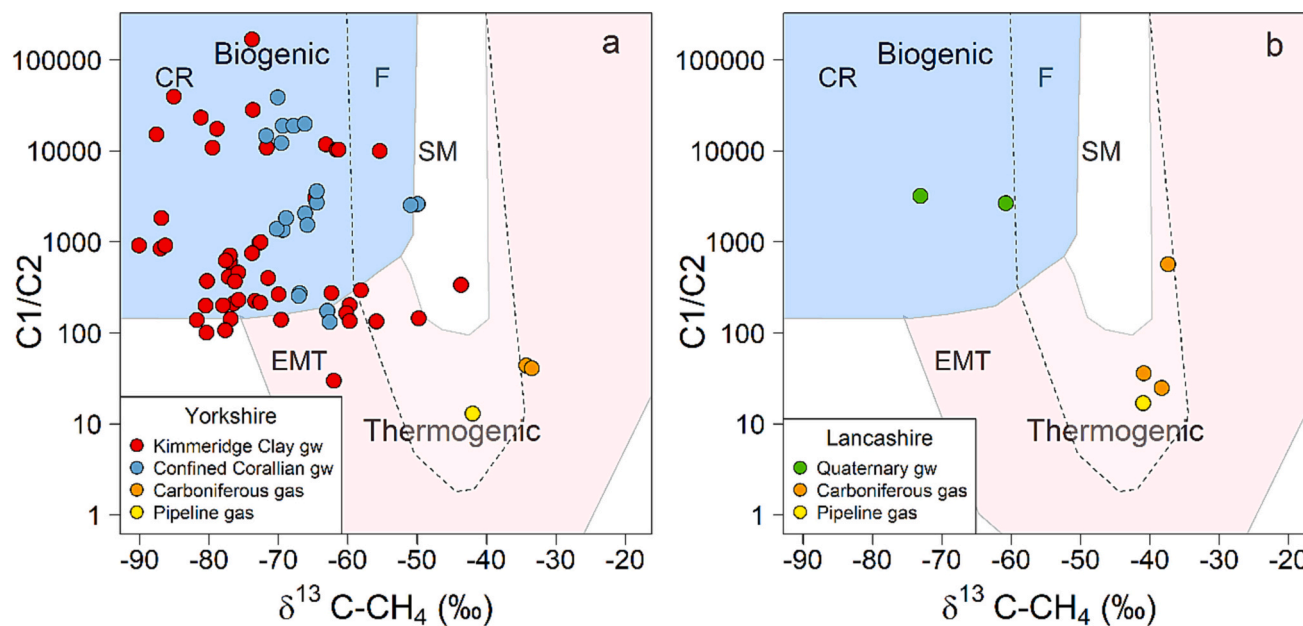 a
Biogenic
CR
F
SM
EMT
Thermogenic
100000
10000
1000
100
10
1
C1/C2
Yorkshire
Kimmeridge Clay gw
Confined Corallian gw
Carboniferous gas
Pipeline gas
-90 -80 -70 -60 -50 -40 -30 -20
δ¹³ C-CH₄ (‰)
b
Biogenic
CR
F
SM
EMT
Thermogenic
100000
10000
1000
100
10
1
C1/C2
Lancashire
Quaternary gw
Carboniferous gas
Pipeline gas
-90 -80 -70 -60 -50 -40 -30 -20
δ¹³ C-CH₄ (‰)